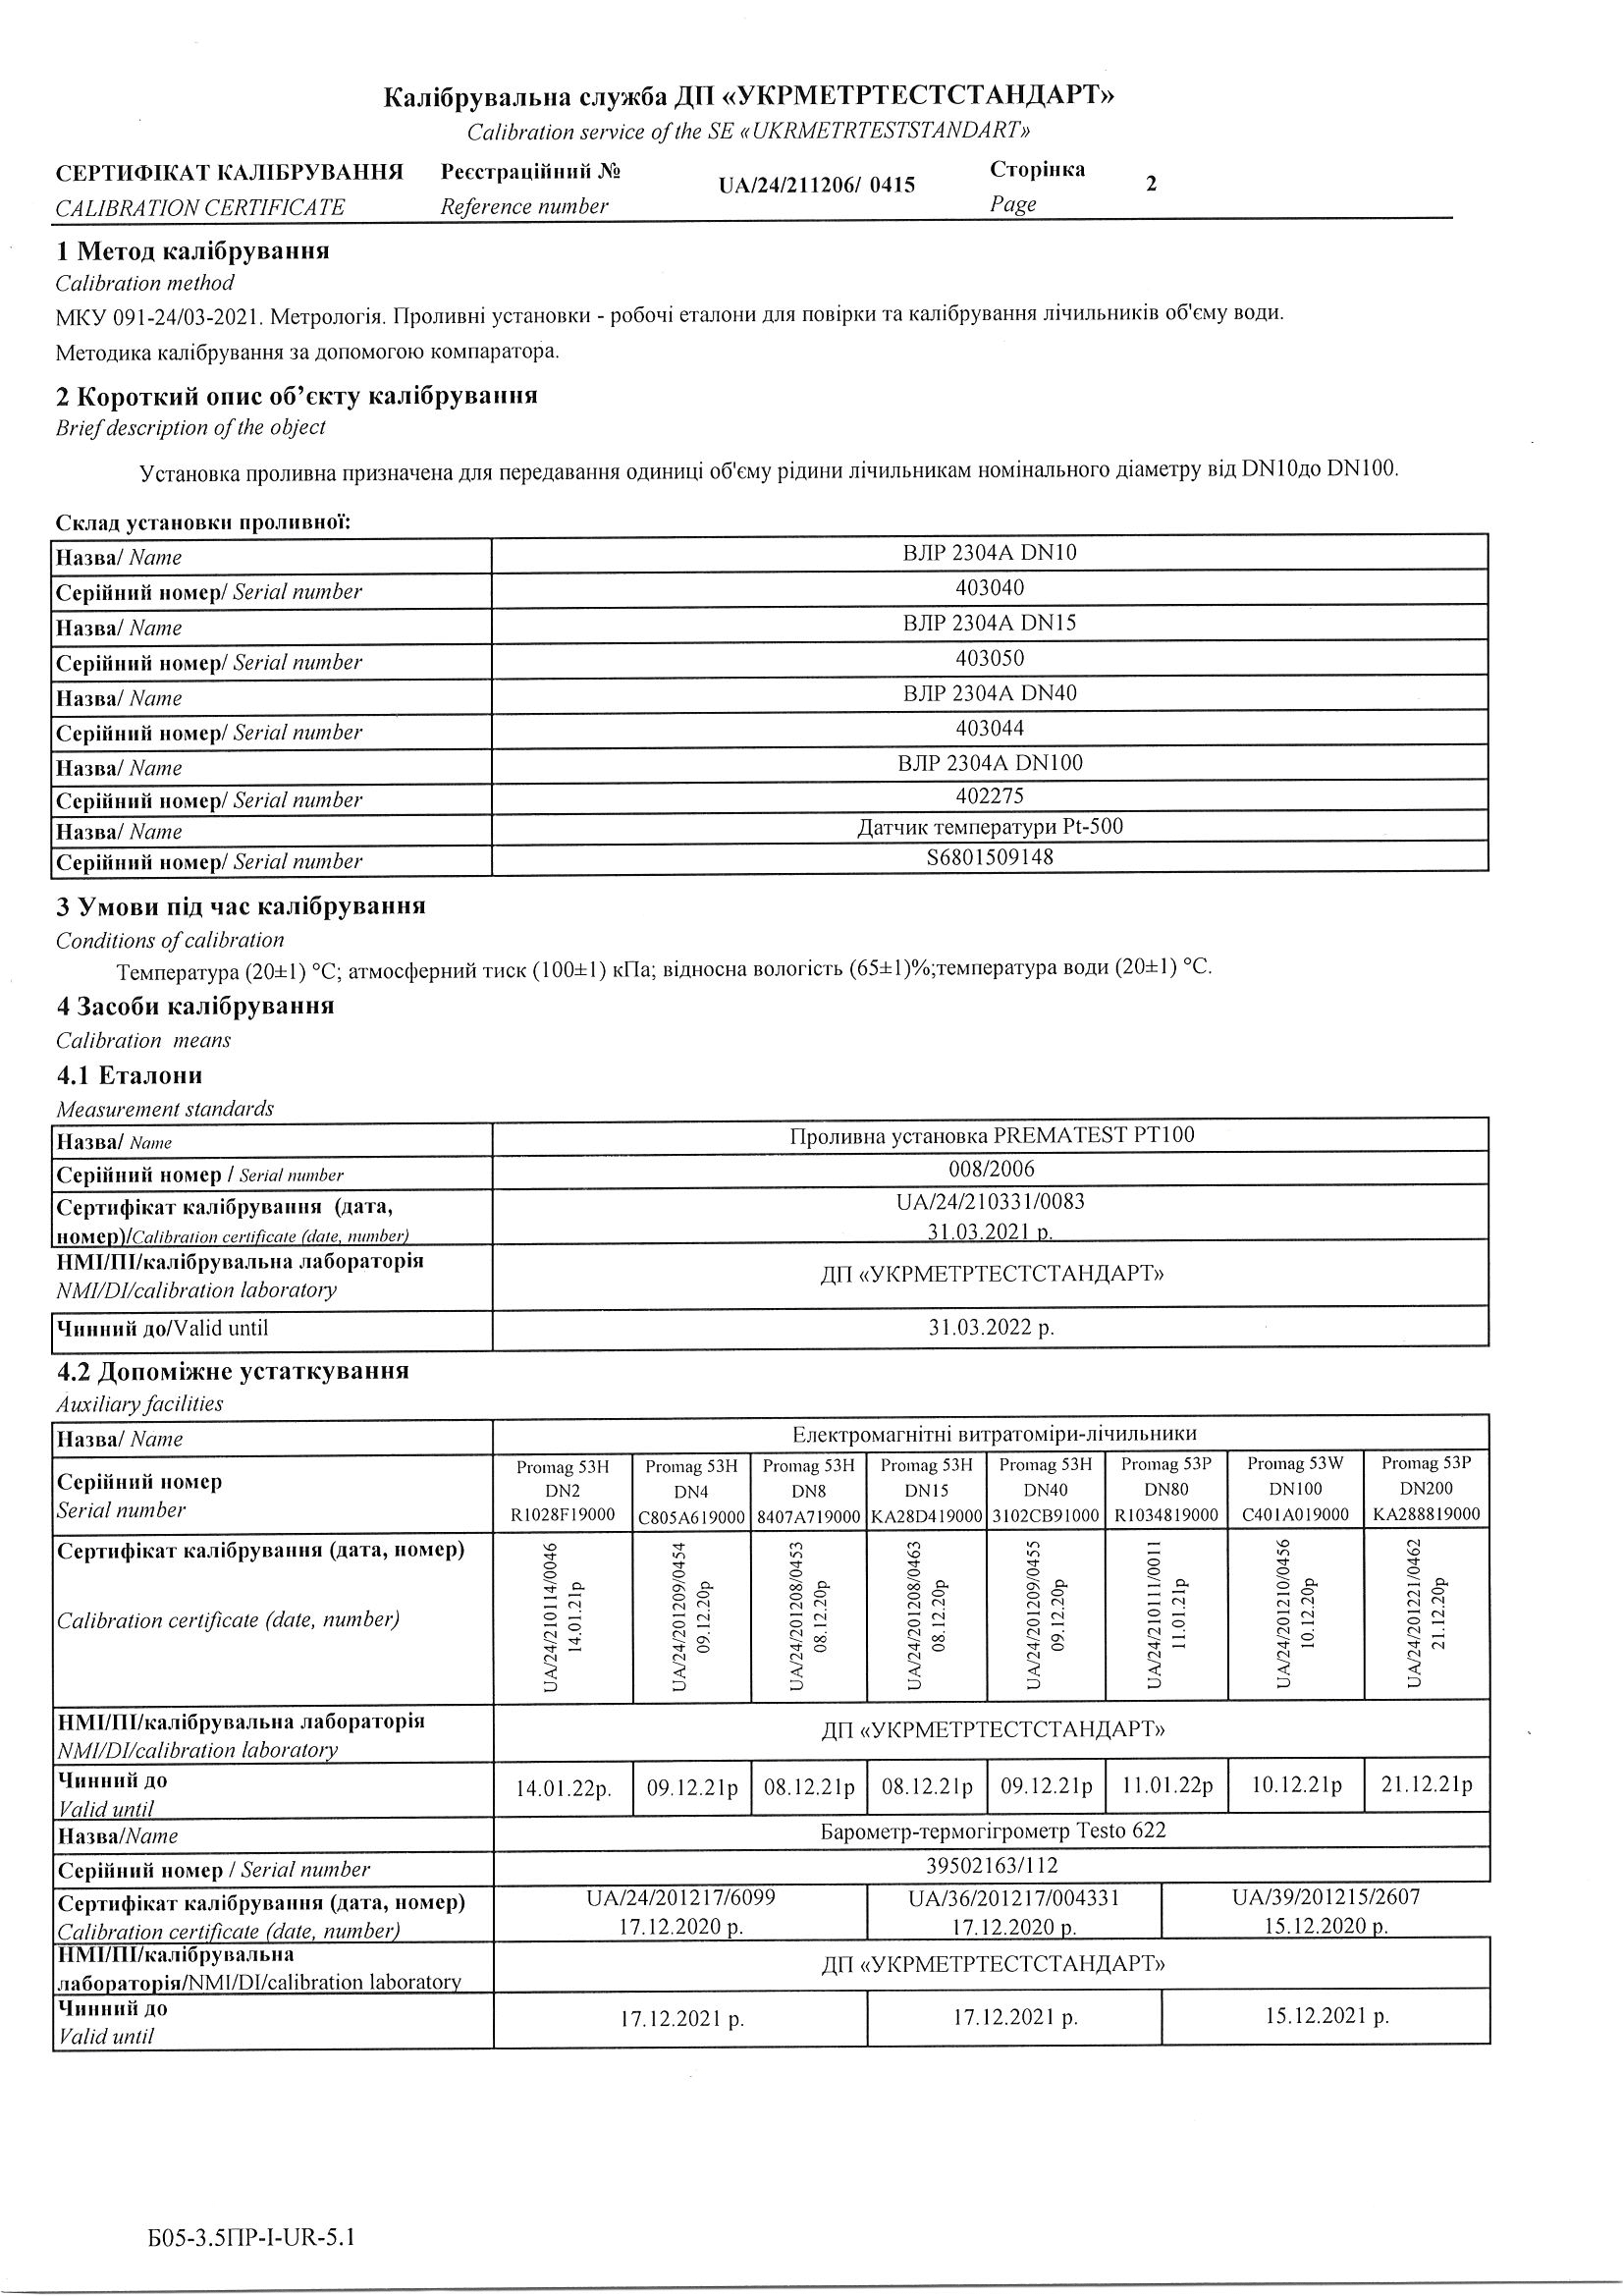 Калібрувальна служба ДП «УКРМЕТРТЕСТСТАНДАРТ»
Calibration service of the SE «UKRMETRTESTSTANDART»
СЕРТИФІКАТ КАЛІБРУВАННЯ Реєстраційний № UA/24/211206/ 0415 Сторінка 2
CALIBRATION CERTIFICATE Reference number Page
1 Метод калібрування
Calibration method
МКУ 091-24/03-2021. Метрологія. Проливні установки - робочі еталони для повірки та калібрування лічильників об'єму води.
Методика калібрування за допомогою компаратора.
2 Короткий опис об’єкту калібрування
Brief description of the object
Установка проливна призначена для передавання одиниці об'єму рідини лічильникам номінального діаметру від DN10до DN100.
Склад установки проливної:
Назва/ Name ВЛР 2304А DN10
Серійний номер/ Serial number 403040
Назва/ Name ВЛР 2304А DN15
Серійний номер/ Serial number 403050
Назва/ Name ВЛР 2304А DN40
Серійний номер/ Serial number 403044
Назва/ Name ВЛР 2304А DN100
Серійний номер/ Serial number 402275
Назва/ Name Датчик температури Pt-500
Серійний номер/ Serial number S6801509148
3 Умови під час калібрування
Conditions of calibration
Температура (20±1) °С; атмосферний тиск (100±1) кПа; відносна вологість (65±1)%;температура води (20±1) °С.
4 Засоби калібрування
Calibration means
4.1 Еталони
Measurement standards
Назва/ Name Проливна установка PREMATEST PT100
Серійний номер / Serial number 008/2006
Сертифікат калібрування (дата, UA/24/210331/0083
номер)/Calibration certificate (date, number) 31.03.2021 р.
НМІ/ПІ/калібрувальна лабораторія
NMI/DI/calibration laboratory ДП «УКРМЕТРТЕСТСТАНДАРТ»
Чинний до/Valid until 31.03.2022 р.
4.2 Допоміжне устаткування
Auxiliary facilities
Назва/ Name Електромагнітні витратоміри-лічильники
Серійний номер Promag 53H Promag 53H Promag 53H Promag 53H Promag 53H Promag 53P Promag 53W Promag 53P
DN2 DN4 DN8 DN15 DN40 DN80 DN100 DN200
Serial number R1028F19000 C805A619000 8407A719000 KA28D419000 3102CB91000 R1034819000 C401A019000 KA288819000
Сертифікат калібрування (дата, номер)
Calibration certificate (date, number)
UA/24/210114/0046 14.01.21р
UA/24/201209/0454 09.12.20р
UA/24/201208/0453 08.12.20р
UA/24/201208/0463 08.12.20р
UA/24/201209/0455 09.12.20р
UA/24/210111/0011 11.01.21р
UA/24/201210/0456 10.12.20р
UA/24/201221/0462 21.12.20р
НМІ/ПІ/калібрувальна лабораторія
NMI/DI/calibration laboratory ДП «УКРМЕТРТЕСТСТАНДАРТ»
Чинний до 14.01.22р. 09.12.21р 08.12.21р 08.12.21р 09.12.21р 11.01.22р 10.12.21р 21.12.21р
Valid until
Назва/Name Барометр-термогігрометр Testo 622
Серійний номер / Serial number 39502163/112
Сертифікат калібрування (дата, номер) UA/24/201217/6099 UA/36/201217/004331 UA/39/201215/2607
Calibration certificate (date, number) 17.12.2020 р. 17.12.2020 р. 15.12.2020 р.
НМІ/ПІ/калібрувальна
лабораторія/NMI/DI/calibration laboratory ДП «УКРМЕТРТЕСТСТАНДАРТ»
Чинний до 17.12.2021 р. 17.12.2021 р. 15.12.2021 р.
Valid until
Б05-3.5ПР-І-UR-5.1